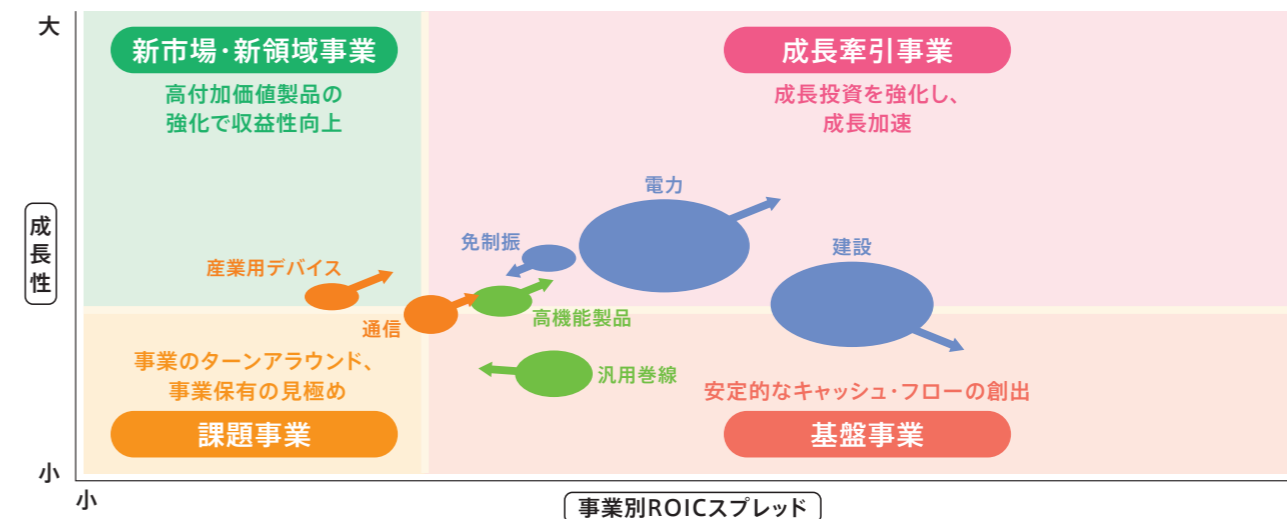 大
新市場・新領域事業
高付加価値製品の
強化で収益性向上
成長牽引事業
成長投資を強化し、
成長加速
成長性
電力
免制振
建設
産業用デバイス
通信
高機能製品
汎用巻線
事業のターンアラウンド、
事業保有の見極め
課題事業
安定的なキャッシュ・フローの創出
基盤事業
小
小
事業別ROICスプレッド